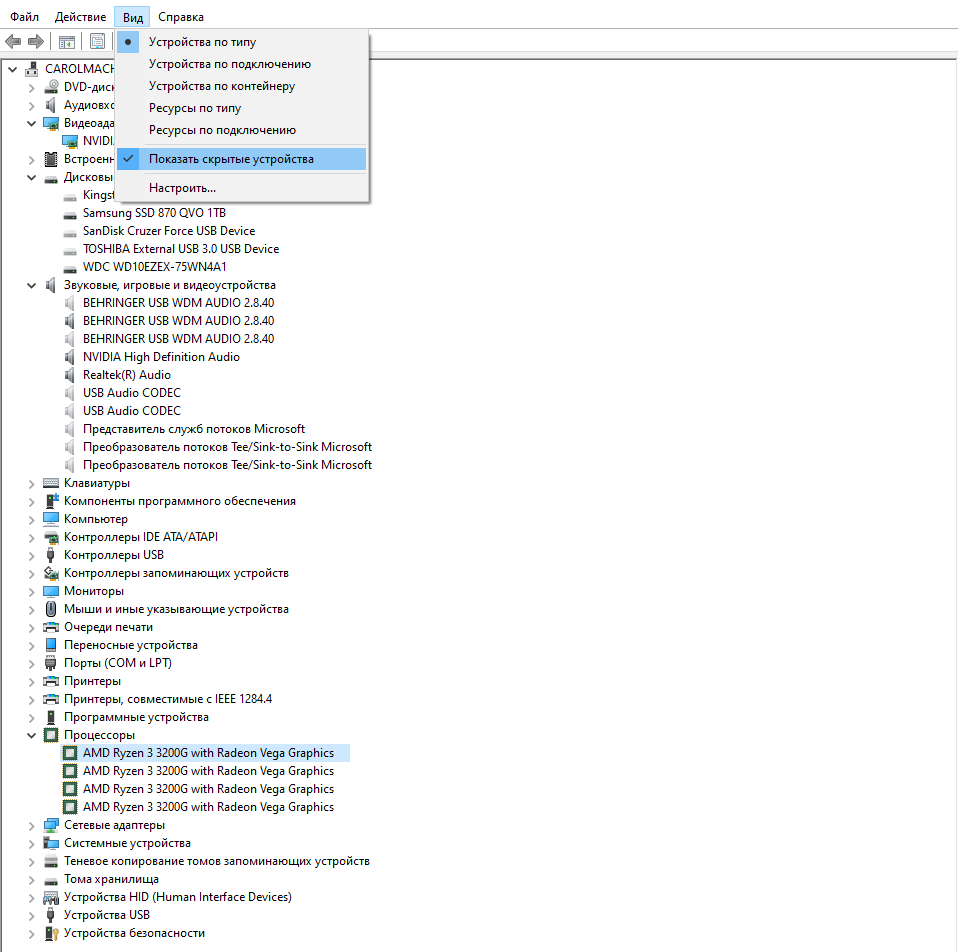 Файл Действие Вид Справка
Устройства по типу
Устройства по подключению
Устройства по контейнеру
Ресурсы по типу
Ресурсы по подключению
Показать скрытые устройства
Настроить...
DVD-диск
Дисковы
Samsung SSD 870 QVO 1TB
SanDisk Cruzer Force USB Device
TOSHIBA External USB 3.0 USB Device
WDC WD10EZEX-75WN4A1
Звуковые, игровые и видеоустройства
BEHRINGER USB WDM AUDIO 2.8.40
BEHRINGER USB WDM AUDIO 2.8.40
BEHRINGER USB WDM AUDIO 2.8.40
NVIDIA High Definition Audio
Realtek(R) Audio
USB Audio CODEC
USB Audio CODEC
Представитель служб потоков Microsoft
Преобразователь потоков Tee/Sink-to-Sink Microsoft
Преобразователь потоков Tee/Sink-to-Sink Microsoft
Клавиатуры
Компоненты программного обеспечения
Компьютер
Контроллеры IDE ATA/ATAPI
Контроллеры USB
Контроллеры запоминающих устройств
Мониторы
Мыши и иные указывающие устройства
Очереди печати
Переносные устройства
Порты (COM и LPT)
Принтеры
Принтеры, совместимые с IEEE 1284.4
Программные устройства
Процессоры
AMD Ryzen 3 3200G with Radeon Vega Graphics
AMD Ryzen 3 3200G with Radeon Vega Graphics
AMD Ryzen 3 3200G with Radeon Vega Graphics
AMD Ryzen 3 3200G with Radeon Vega Graphics
Сетевые адаптеры
Системные устройства
Теневое копирование томов запоминающих устройств
Тома хранилища
Устройства HID (Human Interface Devices)
Устройства USB
Устройства безопасности